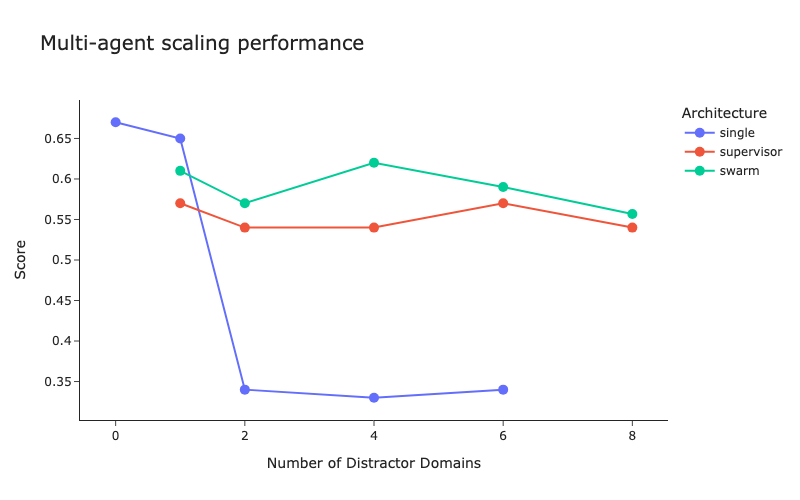 Multi-agent scaling performance
Architecture
single
supervisor
swarm
Score
0.65
0.6
0.55
0.5
0.45
0.4
0.35
0
2
4
6
8
Number of Distractor Domains